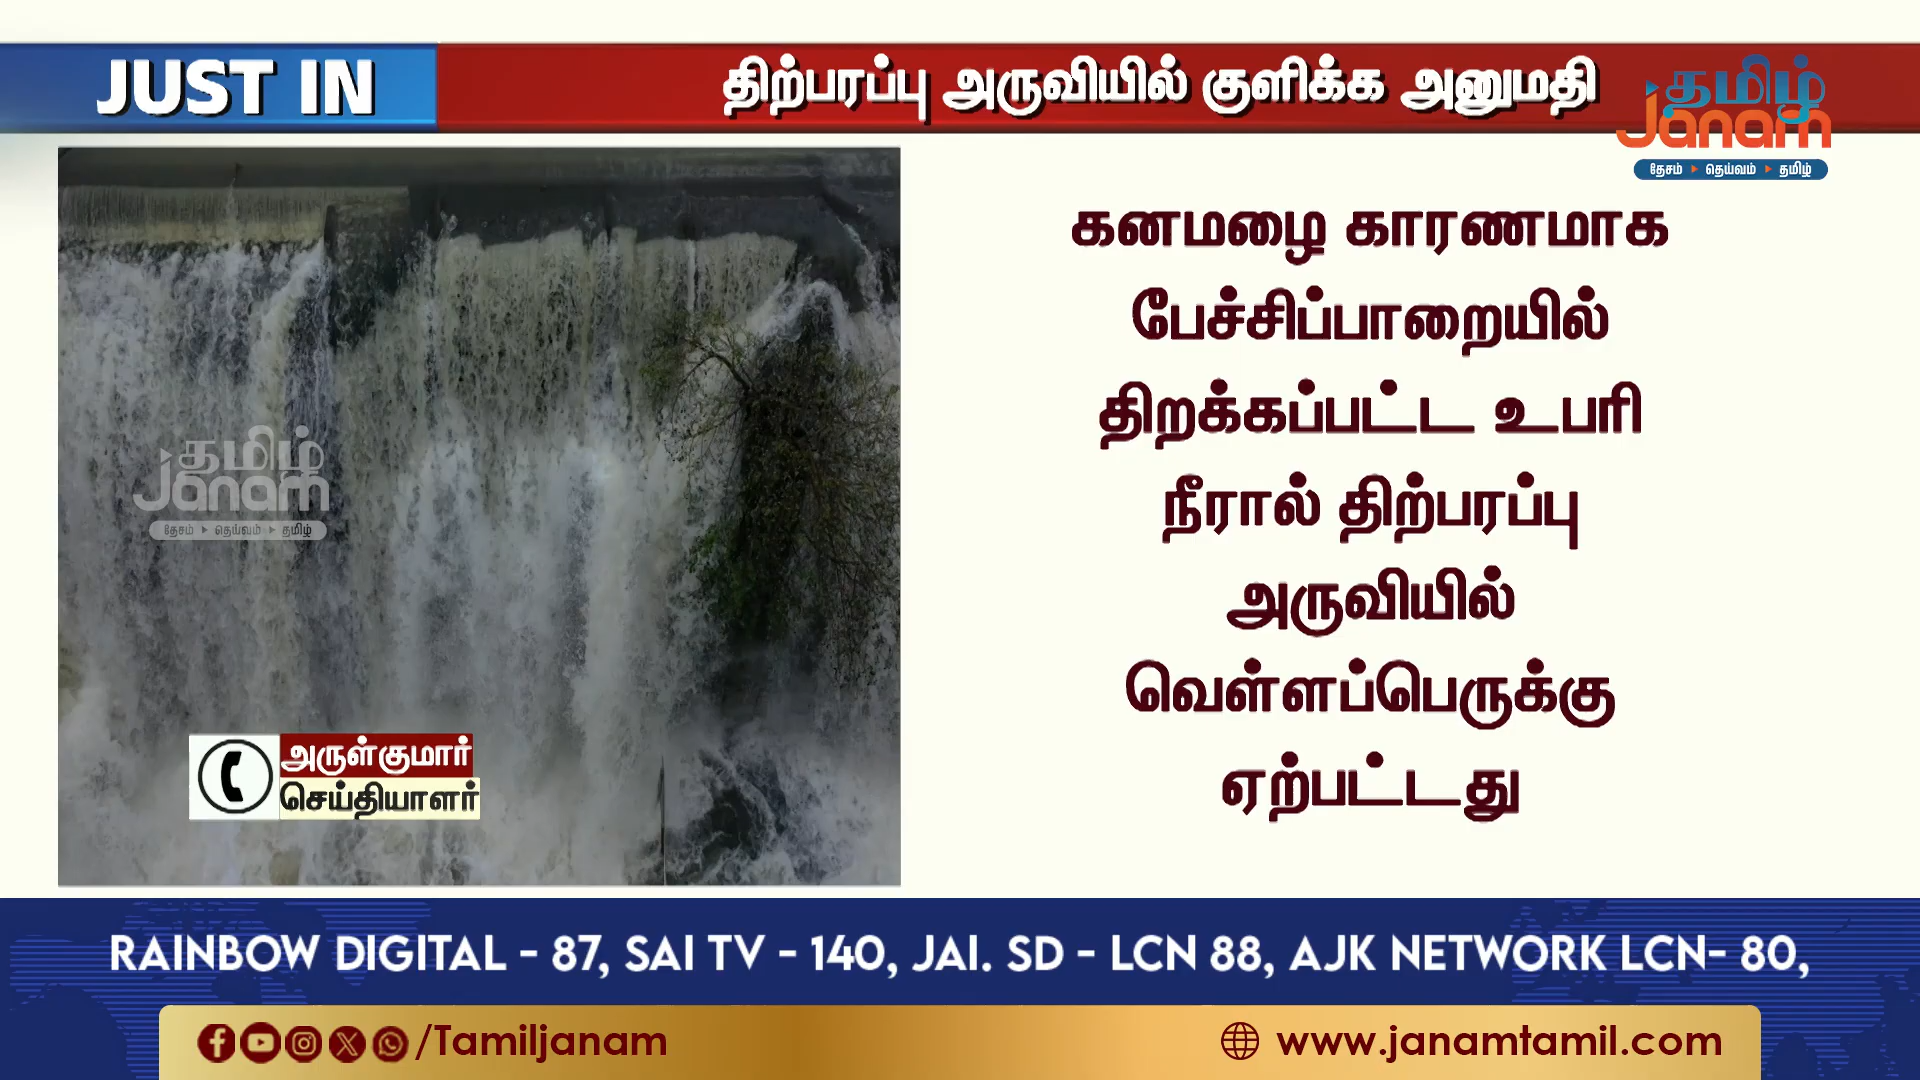 JUST IN
திற்பரப்பு அருவியில் குளிக்க அனுமதி
தமிழ்
Janam
தேசம் தெய்வம் தமிழ்
கனமழை காரணமாக
பேச்சிப்பாறையில்
திறக்கப்பட்ட உபரி
நீரால் திற்பரப்பு
அருவியில்
வெள்ளப்பெருக்கு
ஏற்பட்டது
தமிழ்
Janam
தேசம் தெய்வம் தமிழ்
அருள்குமார்
செய்தியாளர்
RAINBOW DIGITAL - 87, SAI TV - 140, JAI. SD - LCN 88, AJK NETWORK LCN- 80,
/Tamiljanam
www.janamtamil.com